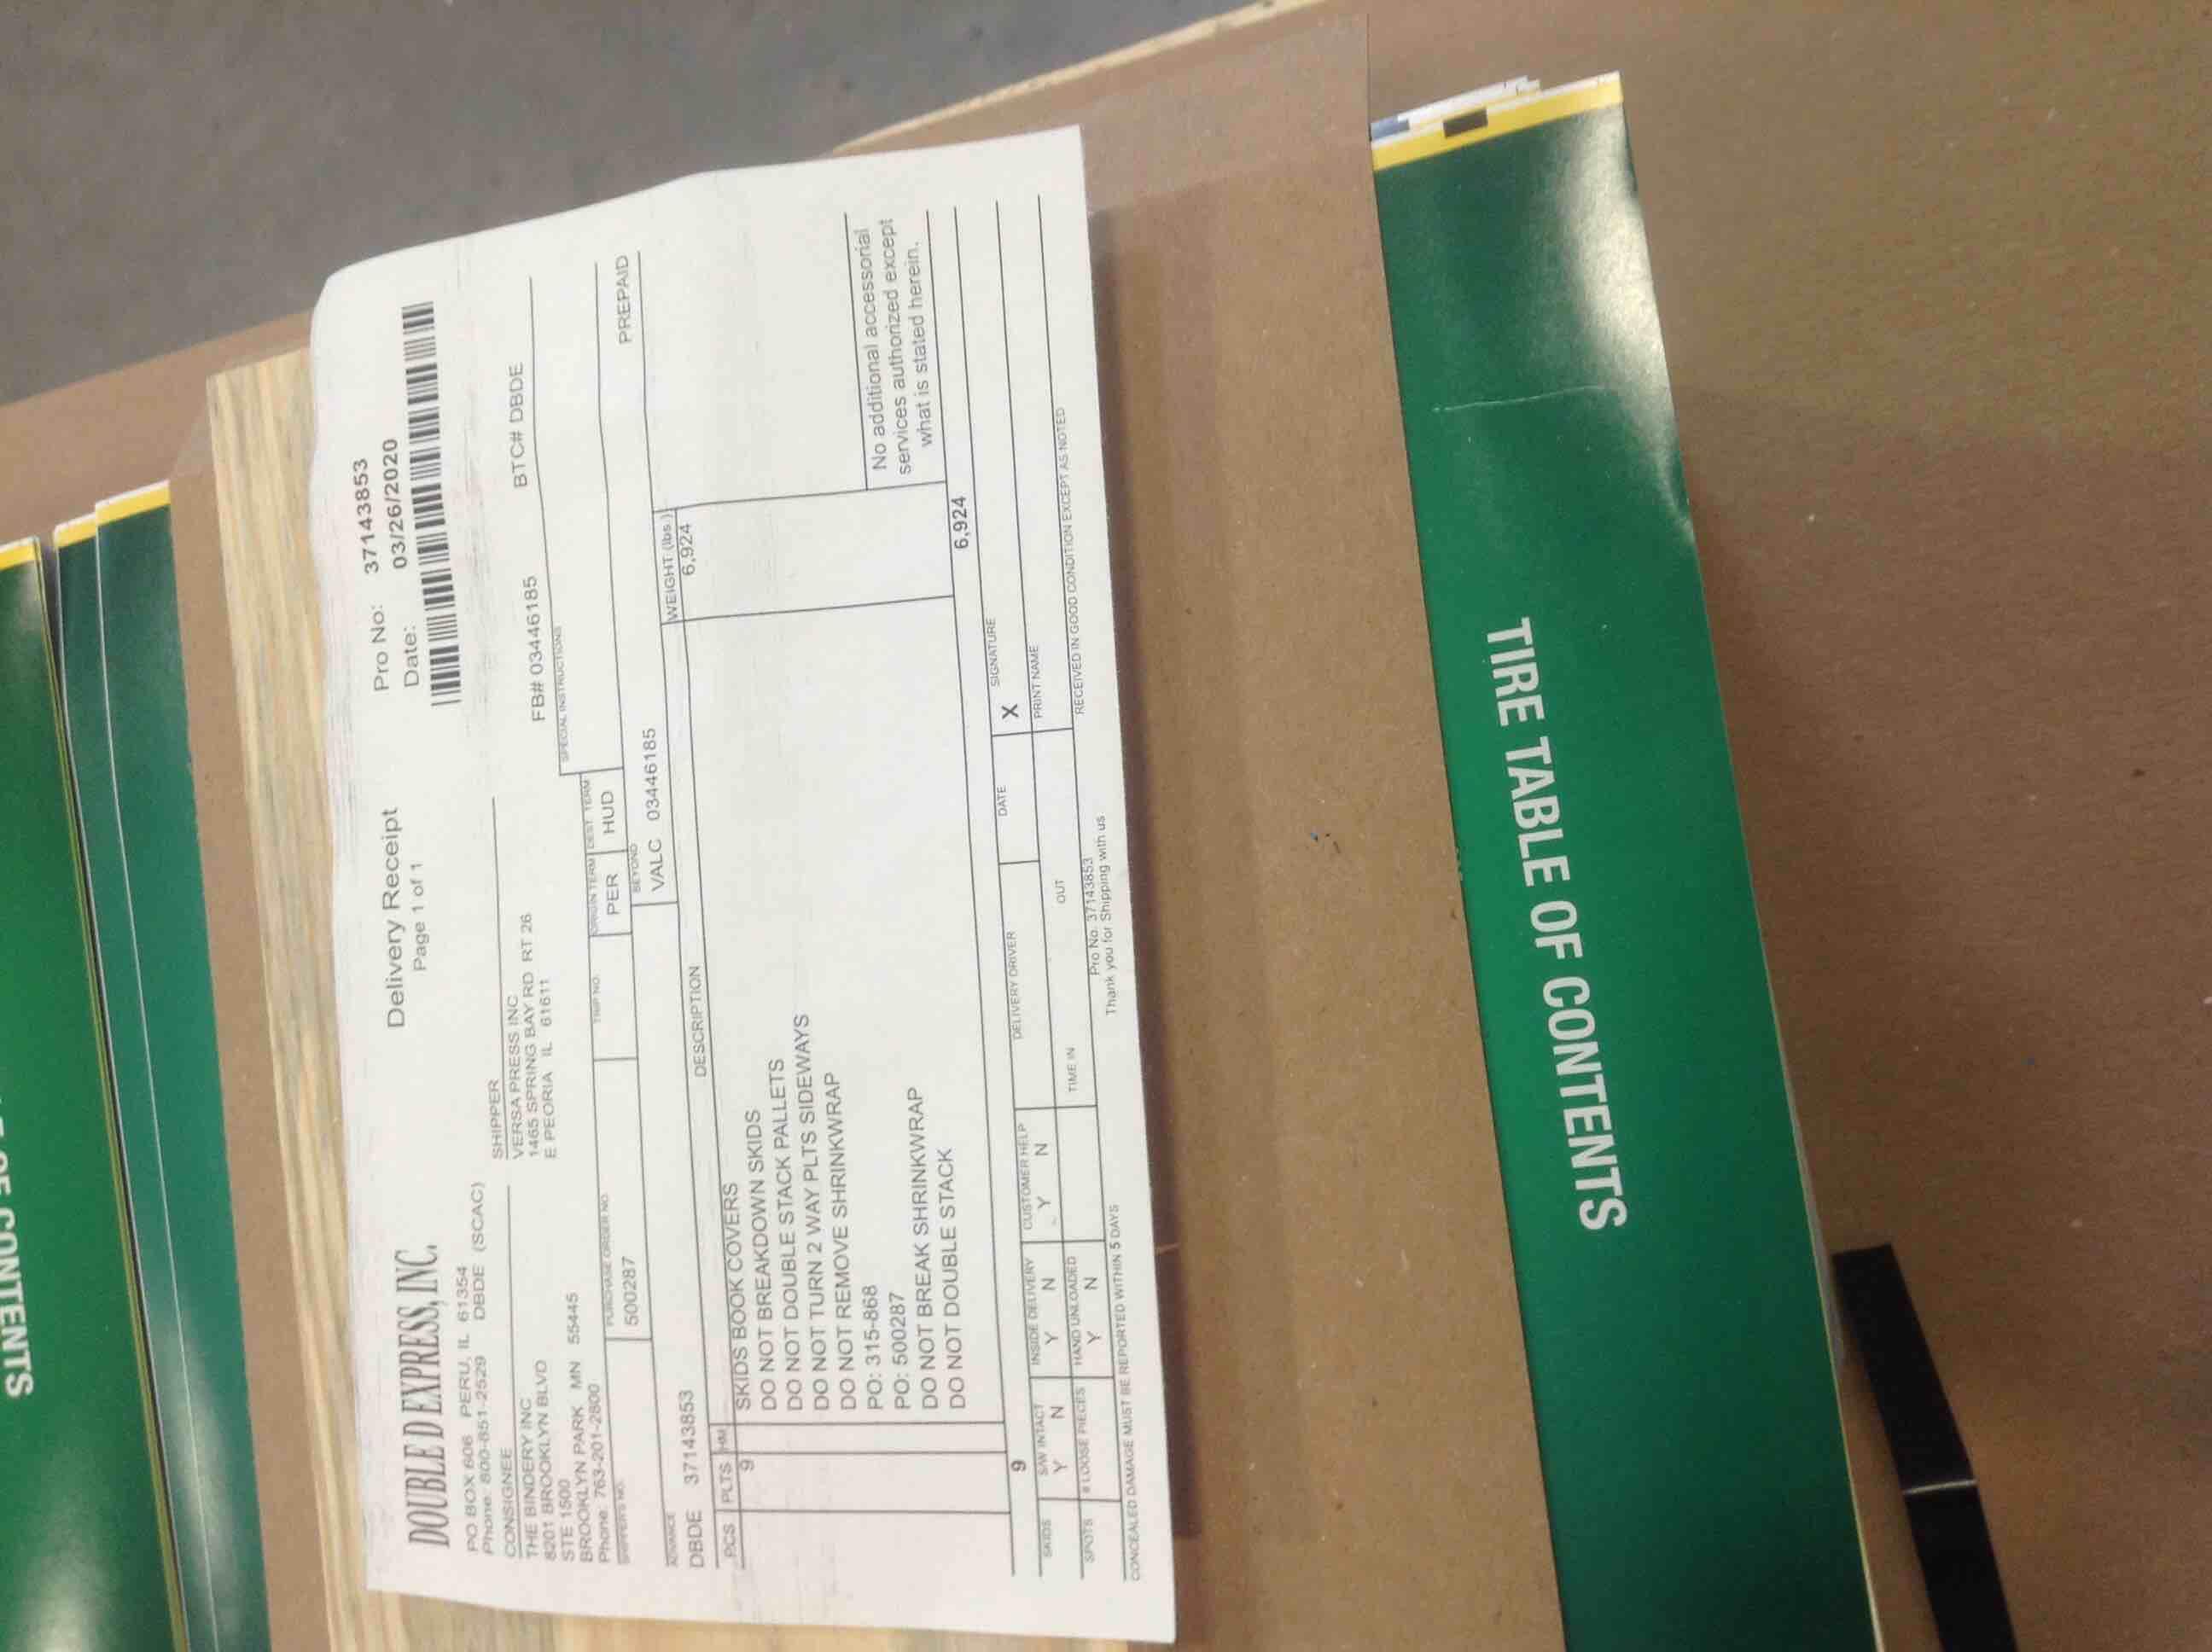 DOUBLE D EXPRESS, INC.
PO BOX 606 PERU, IL 61354
Phone: 800-851-2529 DBDE (SCAC)
Delivery Receipt
Page 1 of 1
Pro No: 37143853
Date: 03/26/2020
CONSIGNEE
THE BINDERY INC
8201 BROOKLYN BLVD
STE 1500
BROOKLYN PARK MN 55445
Phone: 763-201-2800
SHIPPER
VERSA PRESS INC
1465 SPRING BAY RD RT 26
E PEORIA IL 61611
FB# 03446185 BTC# DBDE
SHIPPER'S NO.
PURCHASE ORDER NO.
500287
TRIP NO.
ORIGIN TERM
PER
DEST TERM
HUD
SPECIAL INSTRUCTIONS
PREPAID
ADVANCE
DBDE 37143853
BEYOND
VALC 03446185
PCS PLTS HM DESCRIPTION WEIGHT (lbs.)
9 SKIDS BOOK COVERS 6,924
DO NOT BREAKDOWN SKIDS
DO NOT DOUBLE STACK PALLETS
DO NOT TURN 2 WAY PLTS SIDEWAYS
DO NOT REMOVE SHRINKWRAP
PO: 315-868
PO: 500287
DO NOT BREAK SHRINKWRAP
DO NOT DOUBLE STACK
No additional accessorial
services authorized except
what is stated herein.
9 6,924
SKIDS S/W INTACT INSIDE DELIVERY CUSTOMER HELP DELIVERY DRIVER DATE SIGNATURE
Y N Y N Y N X
SPOTS # LOOSE PIECES HAND UNLOADED TIME IN OUT PRINT NAME
Y N
CONCEALED DAMAGE MUST BE REPORTED WITHIN 5 DAYS
Pro No. 37143853
Thank you for Shipping with us
RECEIVED IN GOOD CONDITION EXCEPT AS NOTED
TIRE TABLE OF CONTENTS
OF CONTENTS